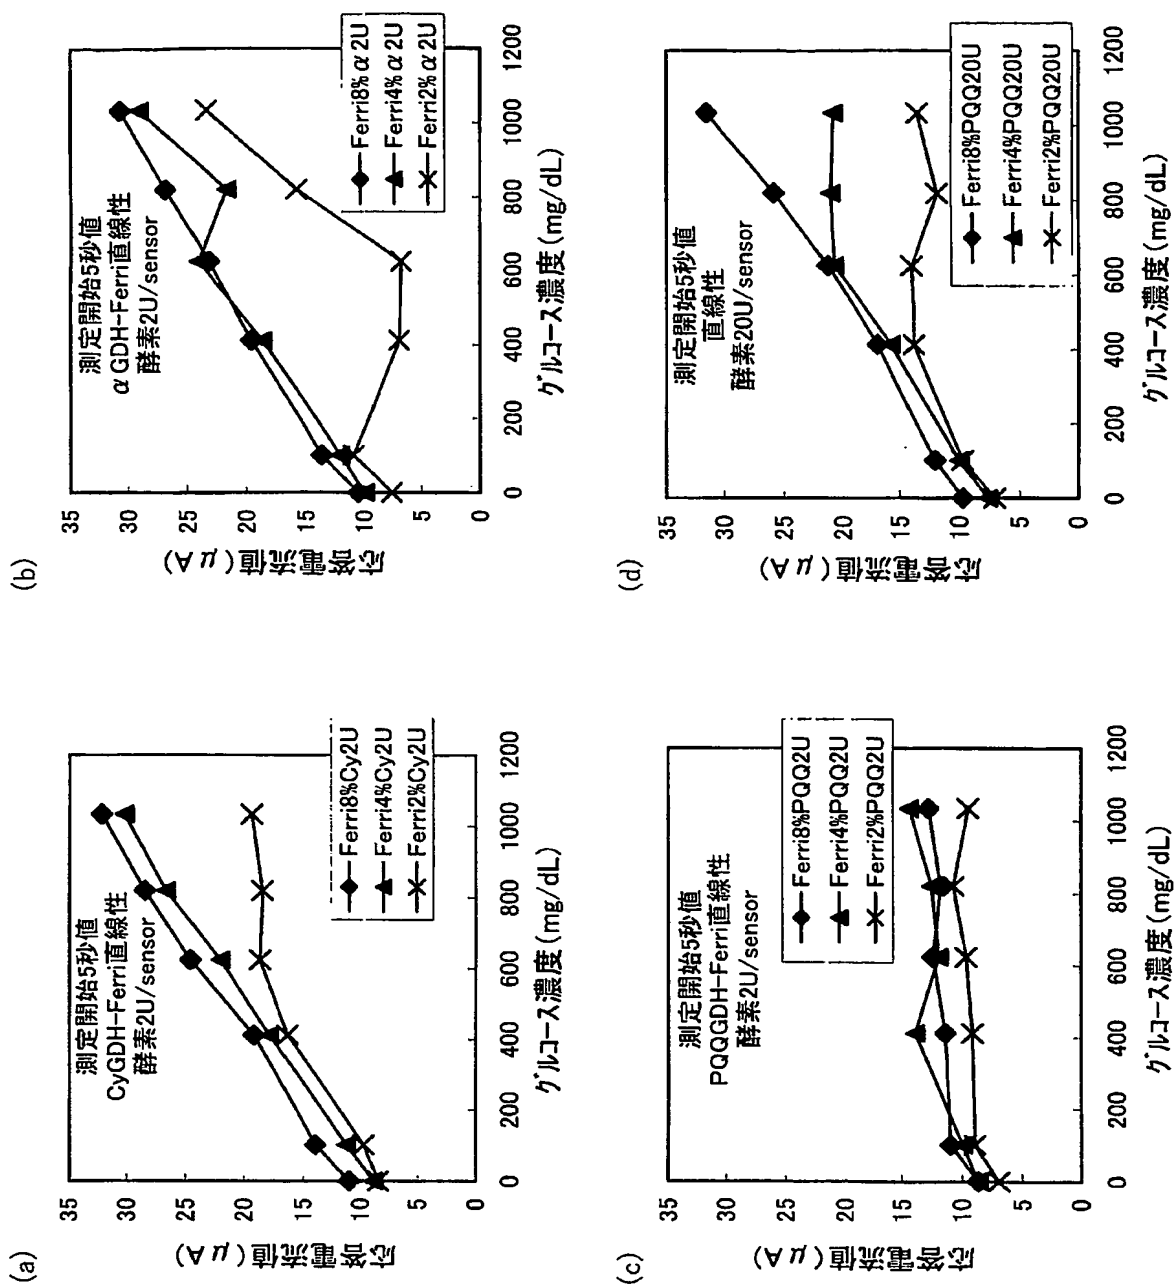 (a)
測定開始5秒値
CyGDH-Ferri直線性
酵素2U/sensor
応答電流値(μA)
35
30
25
20
15
10
5
0
0 200 400 600 800 1000 1200
グルコース濃度(mg/dL)
Ferri8%Cy2U
Ferri4%Cy2U
Ferri2%Cy2U
(b)
測定開始5秒値
αGDH-Ferri直線性
酵素2U/sensor
応答電流値(μA)
35
30
25
20
15
10
5
0
0 200 400 600 800 1000 1200
グルコース濃度(mg/dL)
Ferri8%α2U
Ferri4%α2U
Ferri2%α2U
(c)
測定開始5秒値
PQQGDH-Ferri直線性
酵素2U/sensor
応答電流値(μA)
35
30
25
20
15
10
5
0
0 200 400 600 800 1000 1200
グルコース濃度(mg/dL)
Ferri8%PQQ2U
Ferri4%PQQ2U
Ferri2%PQQ2U
(d)
測定開始5秒値
直線性
酵素20U/sensor
応答電流値(μA)
35
30
25
20
15
10
5
0
0 200 400 600 800 1000 1200
グルコース濃度(mg/dL)
Ferri8%PQQ20U
Ferri4%PQQ20U
Ferri2%PQQ20U